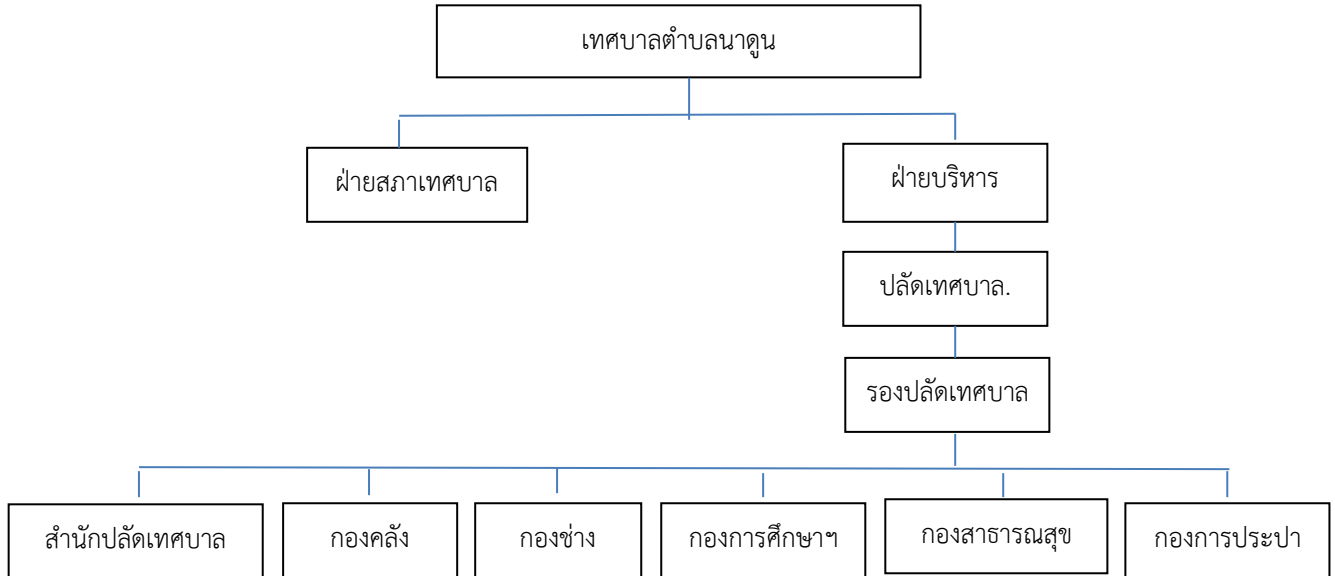 เทศบาลตำบลนาดูน
ฝ่ายสภาเทศบาล
ฝ่ายบริหาร
ปลัดเทศบาล.
รองปลัดเทศบาล
สำนักปลัดเทศบาล
กองคลัง
กองช่าง
กองการศึกษาฯ
กองสาธารณสุข
กองการประปา